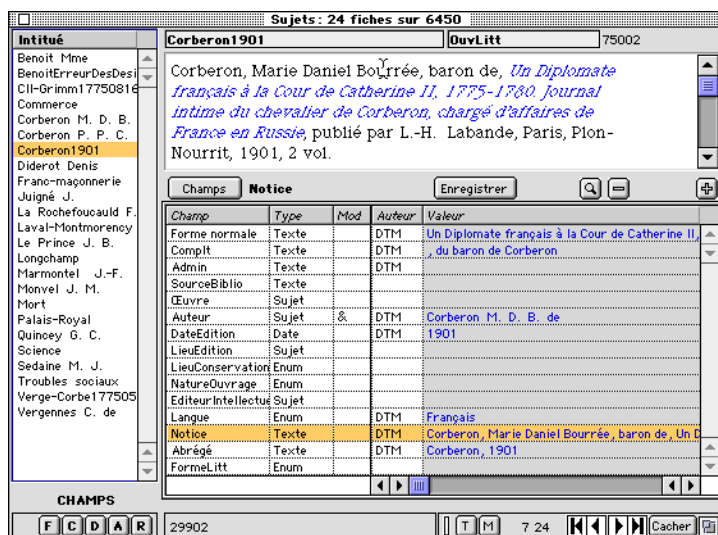 Sujets: 24 fiches sur 6450
Intitué
Benoit Mme
BenoitErreurDesDesi
CII-Grimm17750816
Commerce
Corberon M. D. B.
Corberon P. P. C.
Corberon1901
Diderot Denis
Franc-maçonnerie
Juigné J.
La Rochefoucauld F.
Laval-Montmorency
Le Prince J. B.
Longchamp
Marmontel J.-F.
Monvel J. M.
Mort
Palais-Royal
Quincey G. C.
Science
Sedaine M. J.
Troubles sociaux
Verge-Corbe177505
Vergennes C. de
CHAMPS
F C D A R
Corberon1901 OuvLitt 75002
Corberon, Marie Daniel Bourrée, baron de, Un Diplomate
français à la Cour de Catherine II, 1775-1780. Journal
intime du chevalier de Corberon, chargé d'affaires de
France en Russie, publié par L.-H. Labande, Paris, Plon-
Nourrit, 1901, 2 vol.
Champs Notice Enregistrer
Champ Type Mod Auteur Valeur
Forme normale Texte DTM Un Diplomate français à la Cour de Catherine II,
Complt Texte DTM , du baron de Corberon
Admin Texte DTM
SourceBiblio Texte
Œuvre Sujet
Auteur Sujet & DTM Corberon M. D. B. de
DateEdition Date DTM 1901
LieuEdition Sujet
LieuConservation Enum
NatureOuvrage Enum
EditeurIntellectue Sujet
Langue Enum DTM Français
Notice Texte DTM Corberon, Marie Daniel Bourrée, baron de, Un D
Abrégé Texte DTM Corberon, 1901
FormeLitt Enum
29902 T M 7 24 Cacher